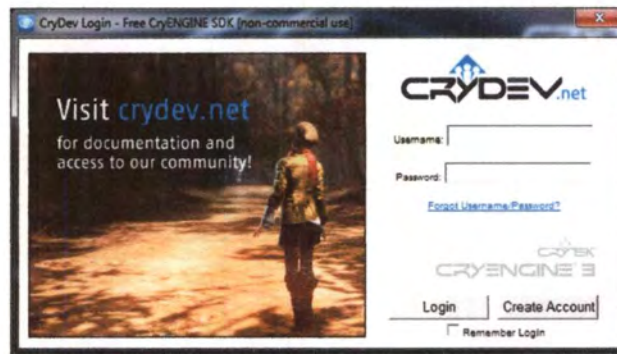 CryDev Login - Free CryENGINE SDK [non-commercial use]
Visit crydev.net
for documentation and
access to our community!
CRYDEV.net
Username:
Password:
Forgot Username/Password?
CRYTEK
CRYENGINE 3
Login
Create Account
Remember Login